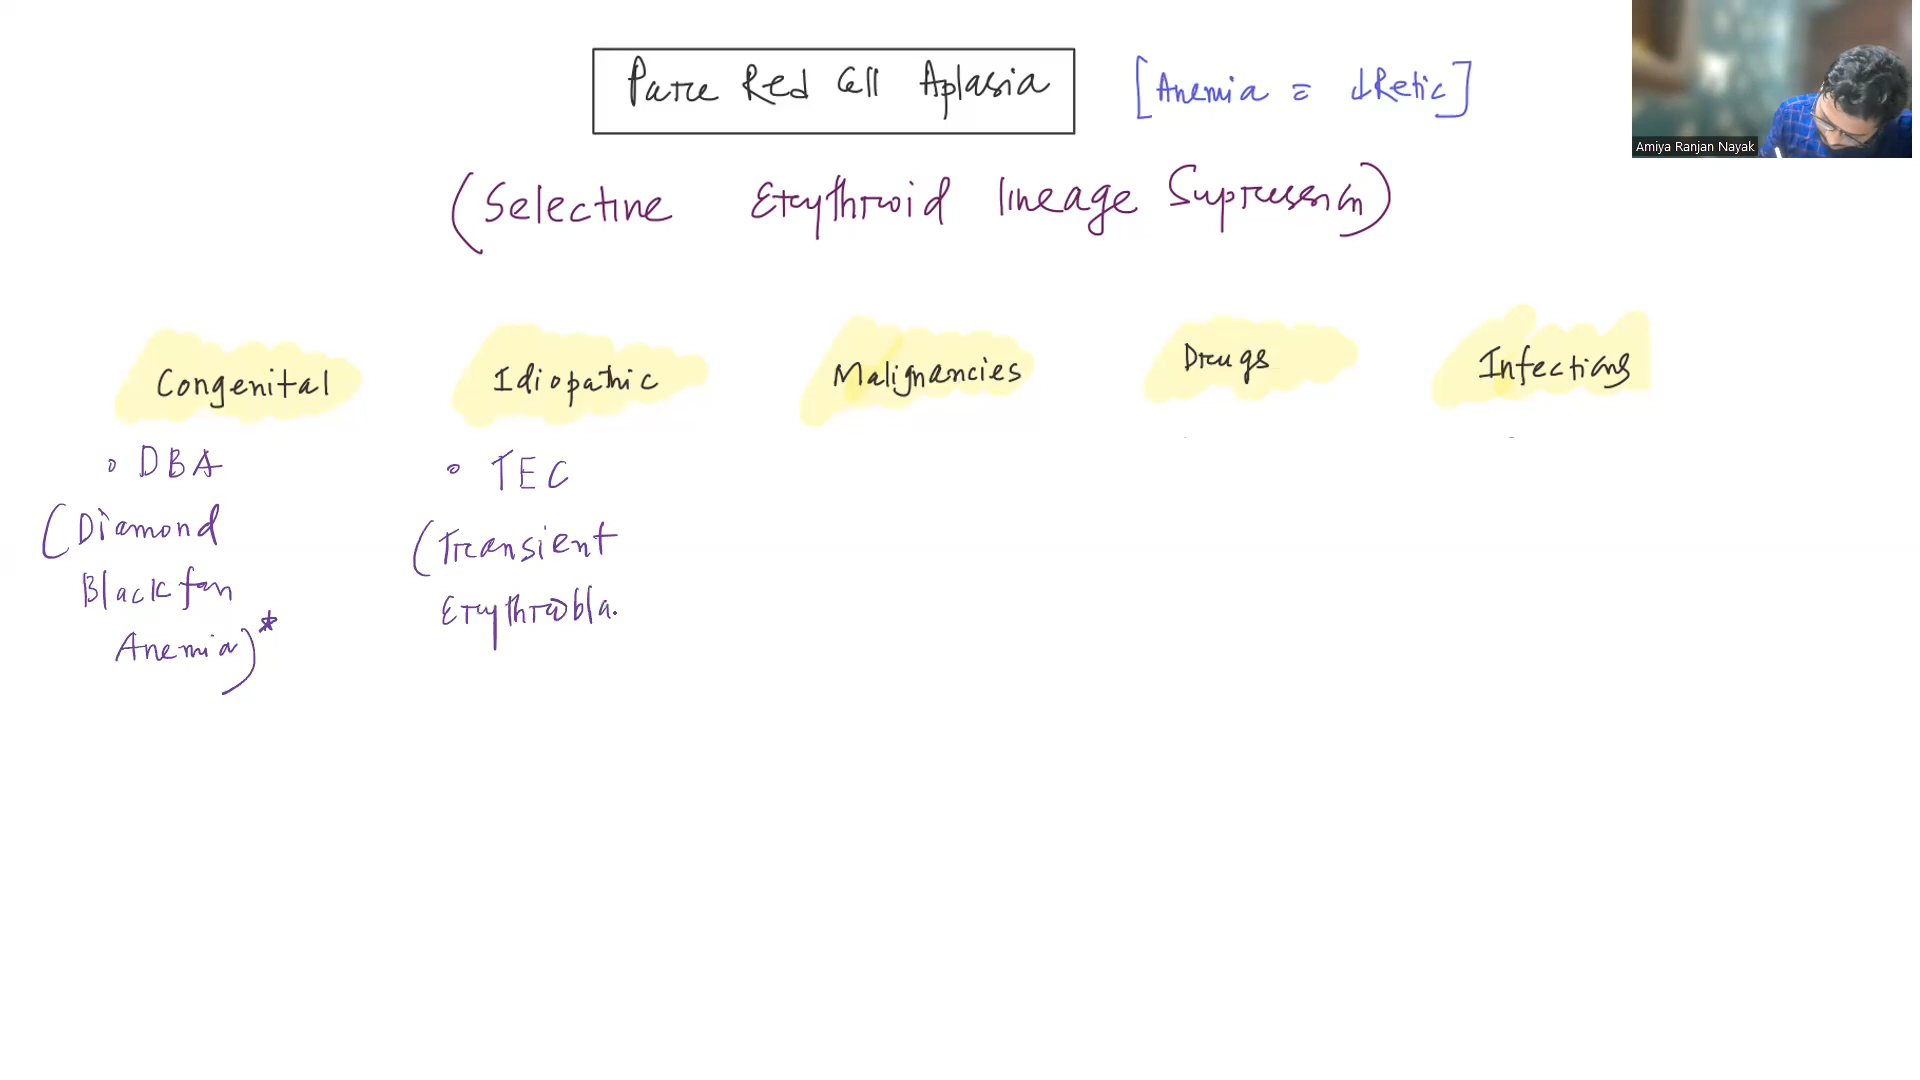 Pure Red Cell Aplasia [Anemia c̄ ↓Retic]
Amiya Ranjan Nayak
(Selective Erythroid lineage Supression)
Congenital Idiopathic Malignancies Drugs Infections
• DBA
(Diamond
Blackfan
Anemia)*
• TEC
(Transient
Erythrobla